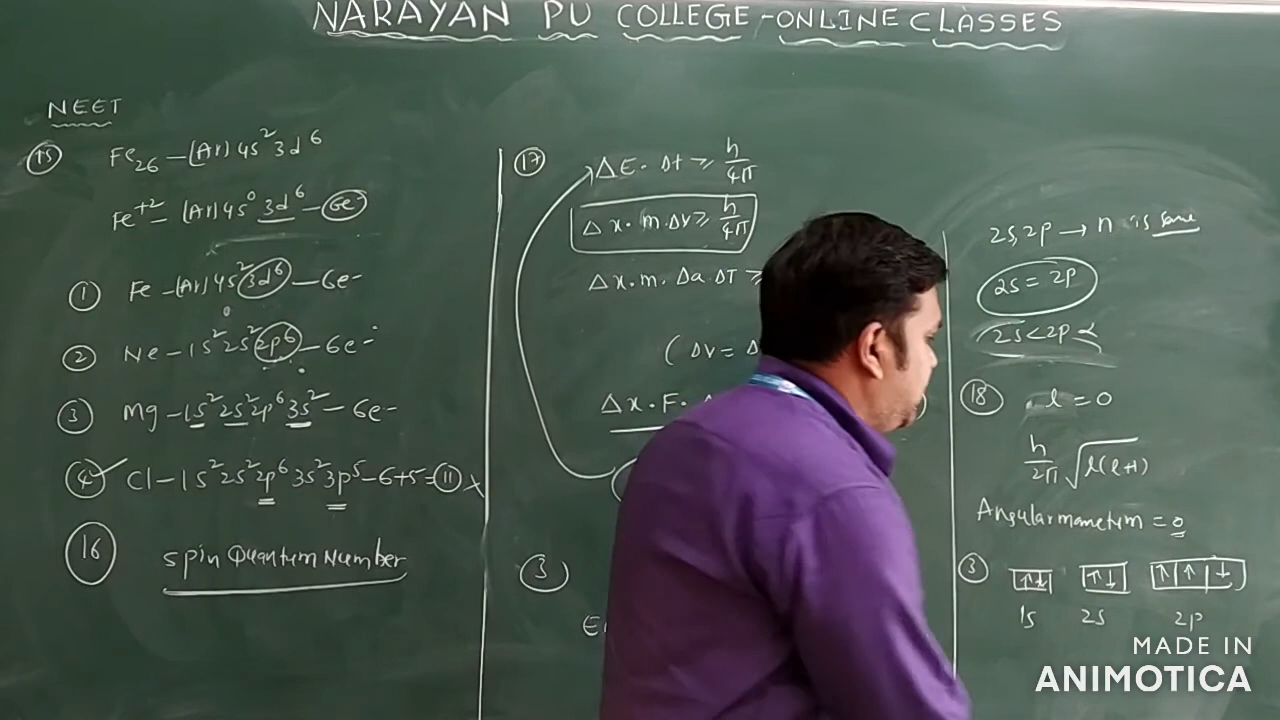 NARAYAN PU COLLEGE-ONLINE CLASSES
NEET
15 Fe₂₆ – (Ar) 4s² 3d⁶
Fe⁺² – (Ar) 4s⁰ 3d⁶ – 6e⁻
1 Fe – (Ar) 4s² 3d⁶ – 6e⁻
2 Ne – 1s² 2s² 2p⁶ – 6e⁻
3 Mg – 1s² 2s² 2p⁶ 3s² – 6e⁻
4 Cl – 1s² 2s² 2p⁶ 3s² 3p⁵ – 6+5 = 11 x
16 spin Quantum Number
17 ΔE · Δt ≥ h/4π
Δx · m · Δv ≥ h/4π
Δx · m · Δa · ΔT ≥
(Δv = Δ
Δx · F ·
3
2s, 2p → n is same
2s = 2p
2s < 2p
18 l = 0
h/2π √l(l+1)
Angular mometum = 0
3 ↑↓ ↑↓ ↑ ↑ ↓
1s 2s 2p
MADE IN
ANIMOTICA